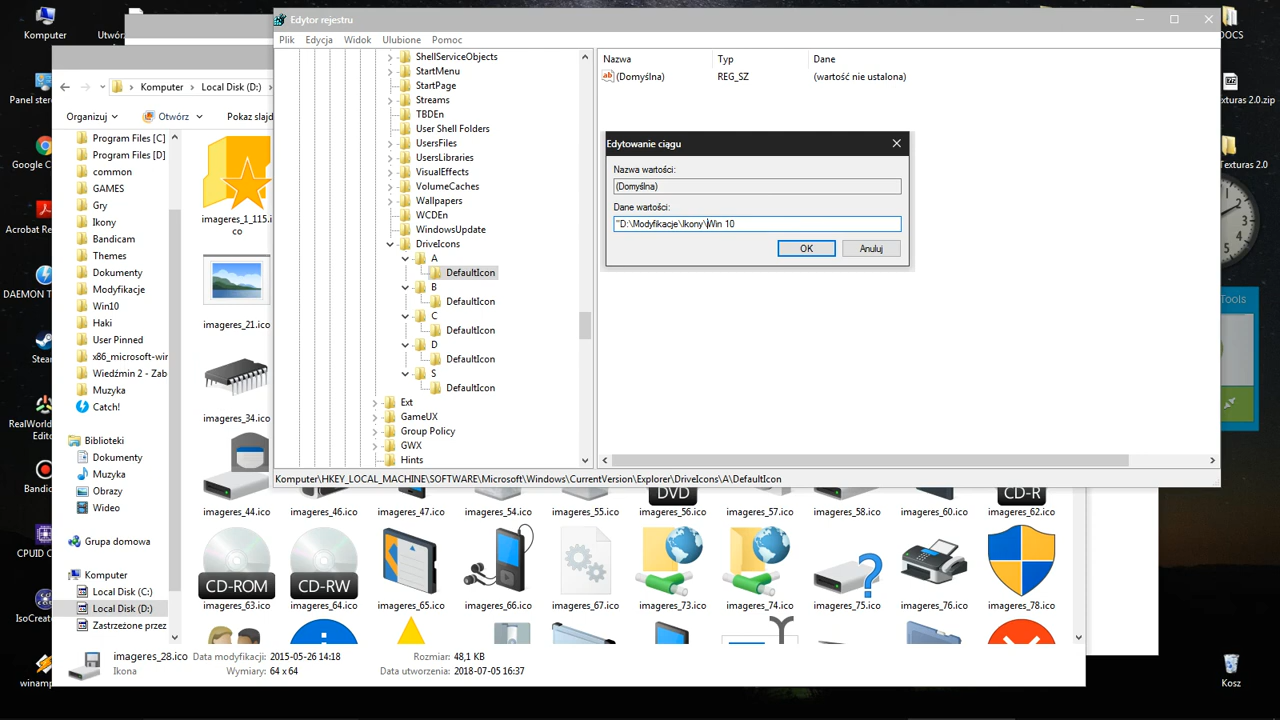 Komputer
Utwórz
DOCS
Edytor rejestru
Plik Edycja Widok Ulubione Pomoc
Panel
Komputer Local Disk (D:)
Organizuj Otwórz Pokaz
Google
Acrobat
DAEMON
Texturas 2.0.zip
Texturas 2.0
Tools
Program Files [C]
Program Files [D]
common
GAMES
Gry
Ikony
Bandicam
Themes
Dokumenty
Modyfikacje
Win10
Haki
User Pinned
x86_microsoft-wir
Wiedźmin 2 - Zab
Muzyka
Catch!
Biblioteki
Dokumenty
Muzyka
Obrazy
Wideo
Grupa domowa
Komputer
Local Disk (C:)
Local Disk (D:)
Zastrzeżone przez
imageres_1_115.i
co
imageres_21.ico
imageres_34.ico
ShellServiceObjects
StartMenu
StartPage
Streams
TBDEn
User Shell Folders
UsersFiles
UsersLibraries
VisualEffects
VolumeCaches
Wallpapers
WCDEn
WindowsUpdate
DriveIcons
A
DefaultIcon
B
DefaultIcon
C
DefaultIcon
D
DefaultIcon
S
DefaultIcon
Ext
GameUX
Group Policy
GWX
Hints
Nazwa Typ Dane
ab (Domyślna) REG_SZ (wartość nie ustalona)
Edytowanie ciągu
Nazwa wartości:
(Domyślna)
Dane wartości:
"D:\Modyfikacje\Ikony\Win 10
OK Anuluj
Komputer\HKEY_LOCAL_MACHINE\SOFTWARE\Microsoft\Windows\CurrentVersion\Explorer\DriveIcons\A\DefaultIcon
DVD CD-R
imageres_44.ico imageres_46.ico imageres_47.ico imageres_54.ico imageres_55.ico imageres_56.ico imageres_57.ico imageres_58.ico imageres_60.ico imageres_62.ico
CD-ROM CD-RW
imageres_63.ico imageres_64.ico imageres_65.ico imageres_66.ico imageres_67.ico imageres_73.ico imageres_74.ico imageres_75.ico imageres_76.ico imageres_78.ico
imageres_28.ico Data modyfikacji: 2015-05-26 14:18 Rozmiar: 48,1 KB
Ikona Wymiary: 64 x 64 Data utworzenia: 2018-07-05 16:37
RealWorld
CPUID
winamp
Kosz